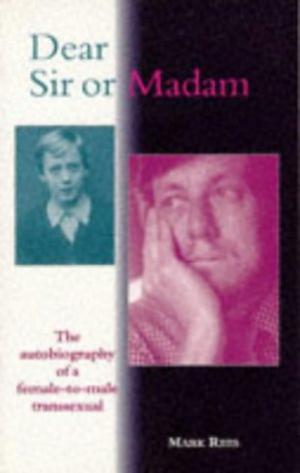 Dear
Sir or Madam
The
autobiography
of a
female-to-male
transsexual
MARK REES